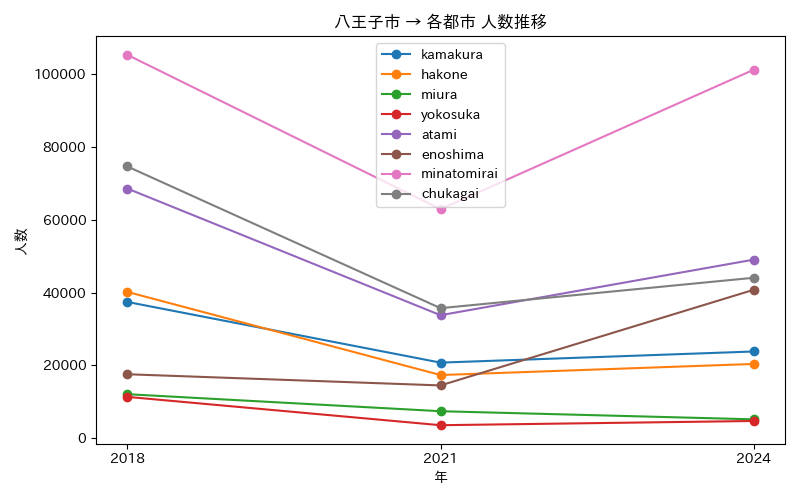 八王子市 → 各都市 人数推移
人数
100000
80000
60000
40000
20000
0
kamakura
hakone
miura
yokosuka
atami
enoshima
minatomirai
chukagai
2018
2021
2024
年